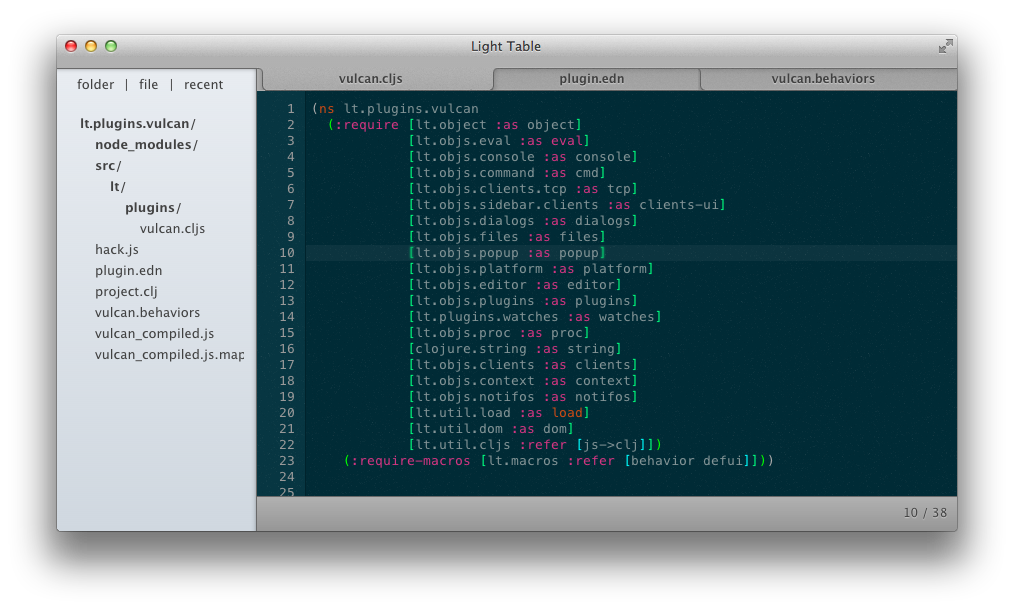 Light Table
folder | file | recent
lt.plugins.vulcan/
node_modules/
src/
lt/
plugins/
vulcan.cljs
hack.js
plugin.edn
project.clj
vulcan.behaviors
vulcan_compiled.js
vulcan_compiled.js.map
vulcan.cljs plugin.edn vulcan.behaviors
1 (ns lt.plugins.vulcan
2 (:require [lt.object :as object]
3 [lt.objs.eval :as eval]
4 [lt.objs.console :as console]
5 [lt.objs.command :as cmd]
6 [lt.objs.clients.tcp :as tcp]
7 [lt.objs.sidebar.clients :as clients-ui]
8 [lt.objs.dialogs :as dialogs]
9 [lt.objs.files :as files]
10 [lt.objs.popup :as popup]
11 [lt.objs.platform :as platform]
12 [lt.objs.editor :as editor]
13 [lt.objs.plugins :as plugins]
14 [lt.plugins.watches :as watches]
15 [lt.objs.proc :as proc]
16 [clojure.string :as string]
17 [lt.objs.clients :as clients]
18 [lt.objs.context :as context]
19 [lt.objs.notifos :as notifos]
20 [lt.util.load :as load]
21 [lt.util.dom :as dom]
22 [lt.util.cljs :refer [js->clj]])
23 (:require-macros [lt.macros :refer [behavior defui]]))
24
25
10 / 38